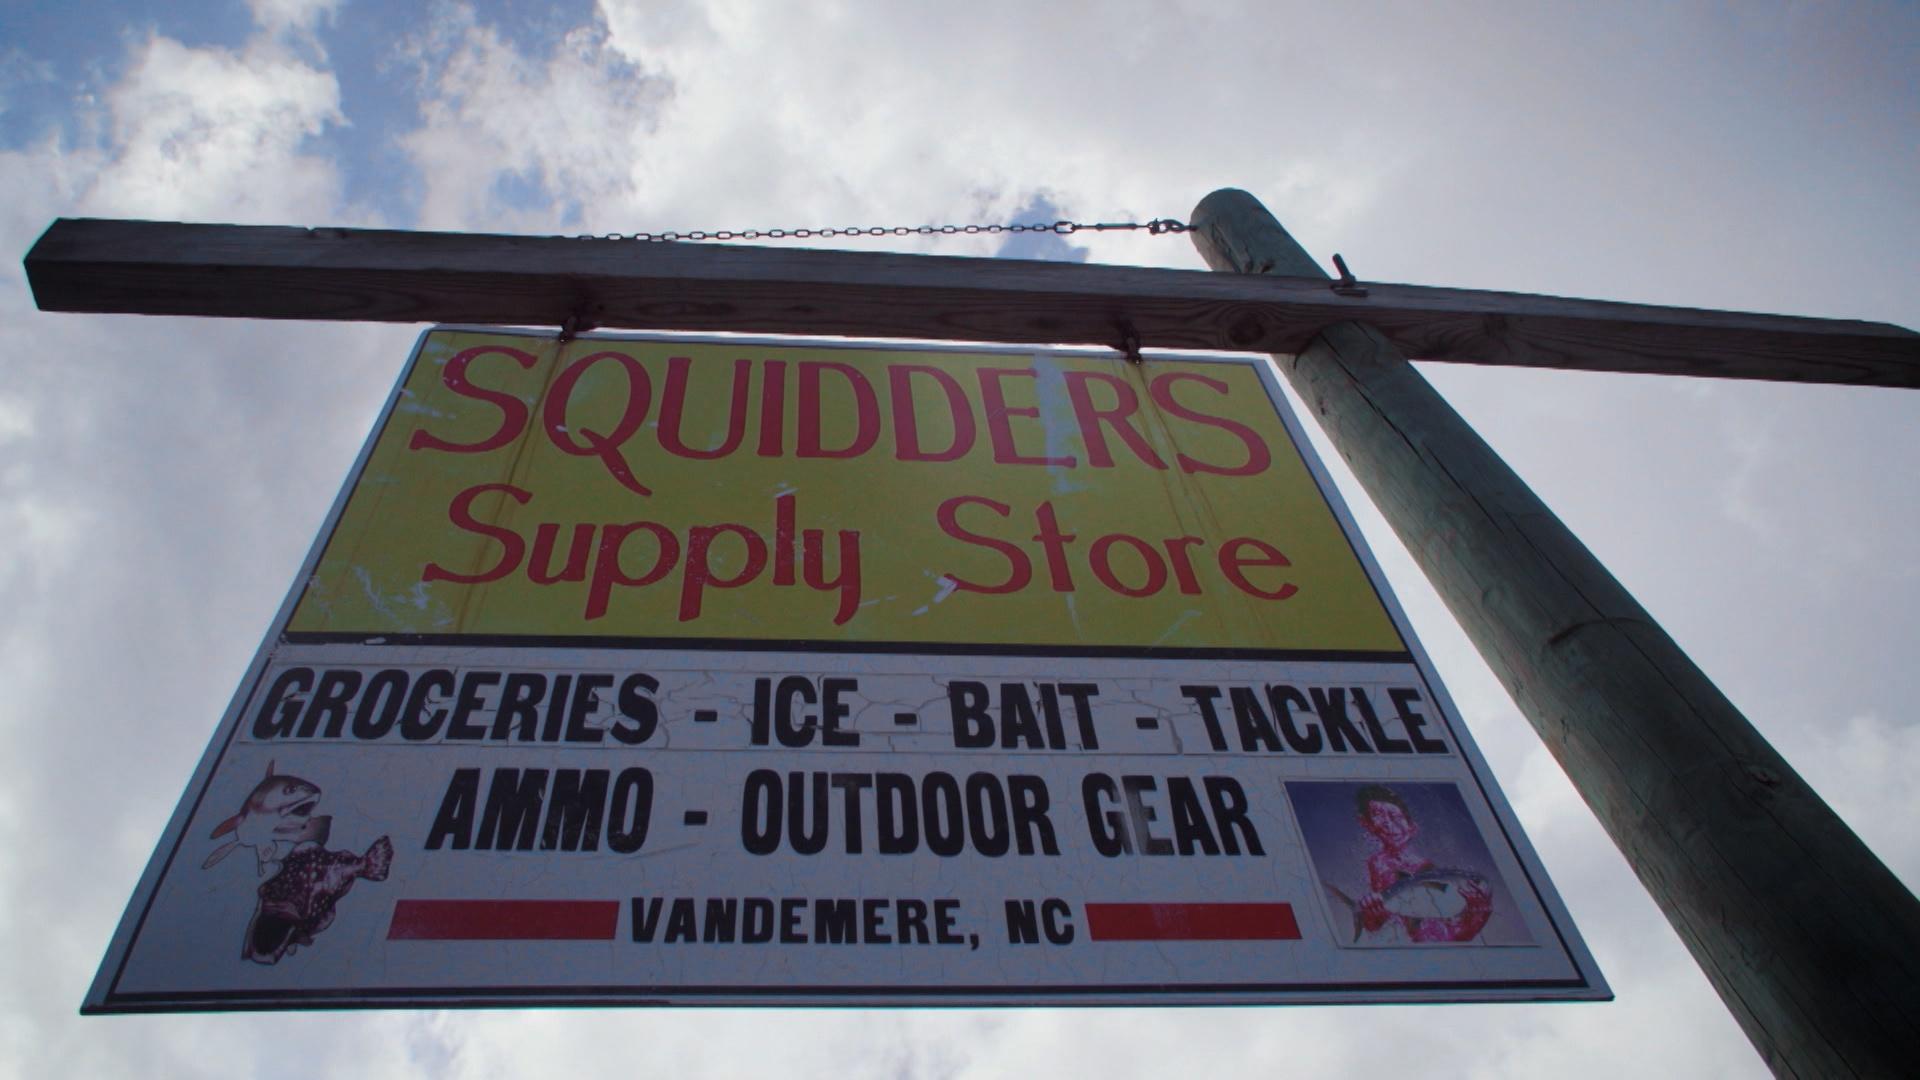 SQUIDDERS
Supply Store
GROCERIES - ICE - BAIT - TACKLE
AMMO - OUTDOOR GEAR
VANDEMERE, NC